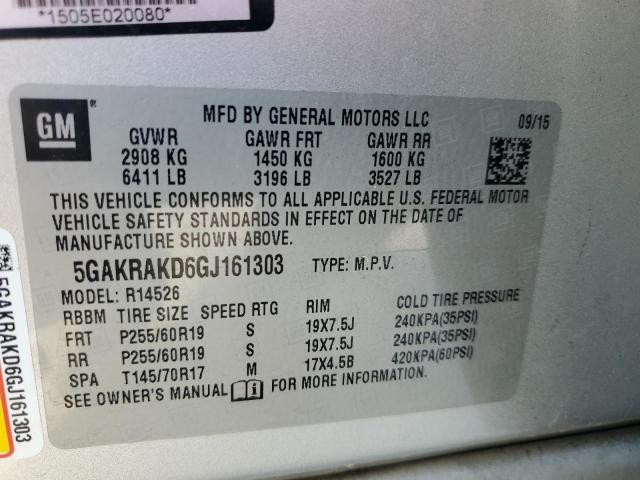 *1505E020080*
GM®
MFD BY GENERAL MOTORS LLC 09/15
GVWR GAWR FRT GAWR RR
2908 KG 1450 KG 1600 KG
6411 LB 3196 LB 3527 LB
THIS VEHICLE CONFORMS TO ALL APPLICABLE U.S. FEDERAL MOTOR
VEHICLE SAFETY STANDARDS IN EFFECT ON THE DATE OF
MANUFACTURE SHOWN ABOVE.
5GAKRAKD6GJ161303 TYPE: M.P.V.
MODEL: R14526
RBBM TIRE SIZE SPEED RTG RIM COLD TIRE PRESSURE
FRT P255/60R19 S 19X7.5J 240KPA(35PSI)
RR P255/60R19 S 19X7.5J 240KPA(35PSI)
SPA T145/70R17 M 17X4.5B 420KPA(60PSI)
SEE OWNER'S MANUAL FOR MORE INFORMATION.
5GAKRAKD6GJ161303